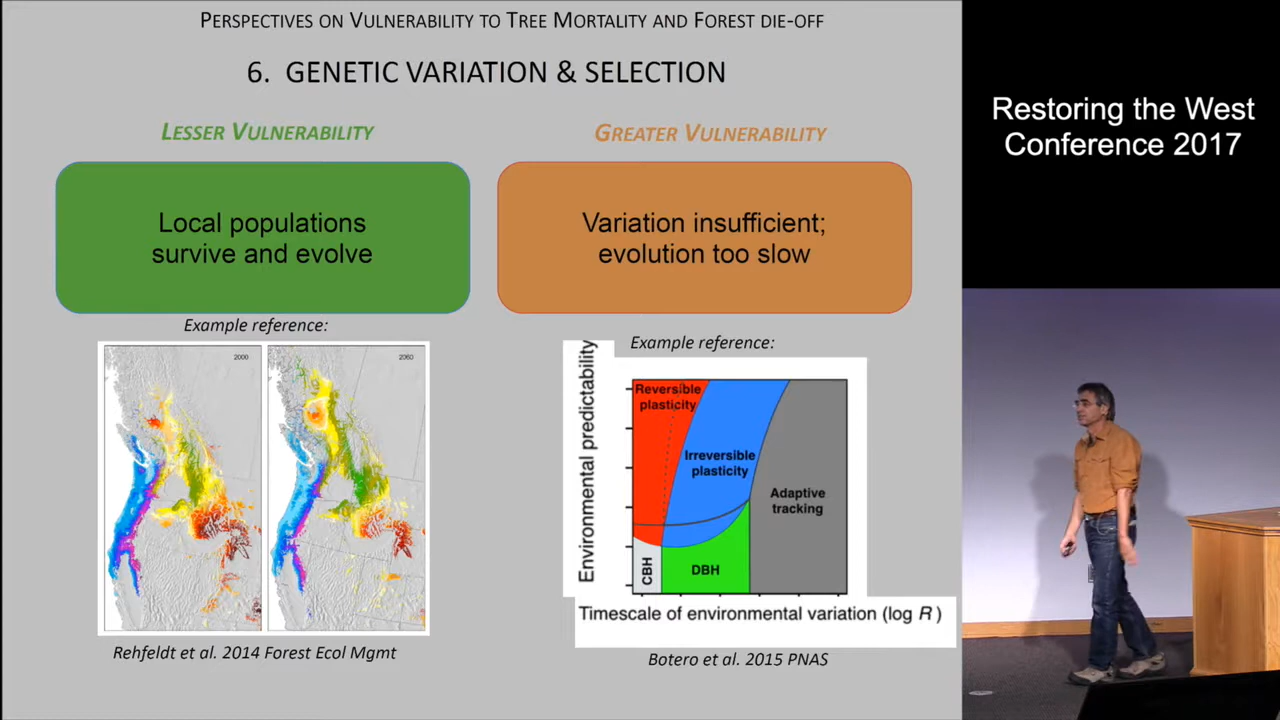 PERSPECTIVES ON VULNERABILITY TO TREE MORTALITY AND FOREST DIE-OFF
6. GENETIC VARIATION & SELECTION
LESSER VULNERABILITY
GREATER VULNERABILITY
Local populations
survive and evolve
Variation insufficient;
evolution too slow
Example reference:
Example reference:
2000
2060
Rehfeldt et al. 2014 Forest Ecol Mgmt
Environmental predictability
Reversible
plasticity
Irreversible
plasticity
Adaptive
tracking
CBH
DBH
Timescale of environmental variation (log R )
Botero et al. 2015 PNAS
Restoring the West
Conference 2017